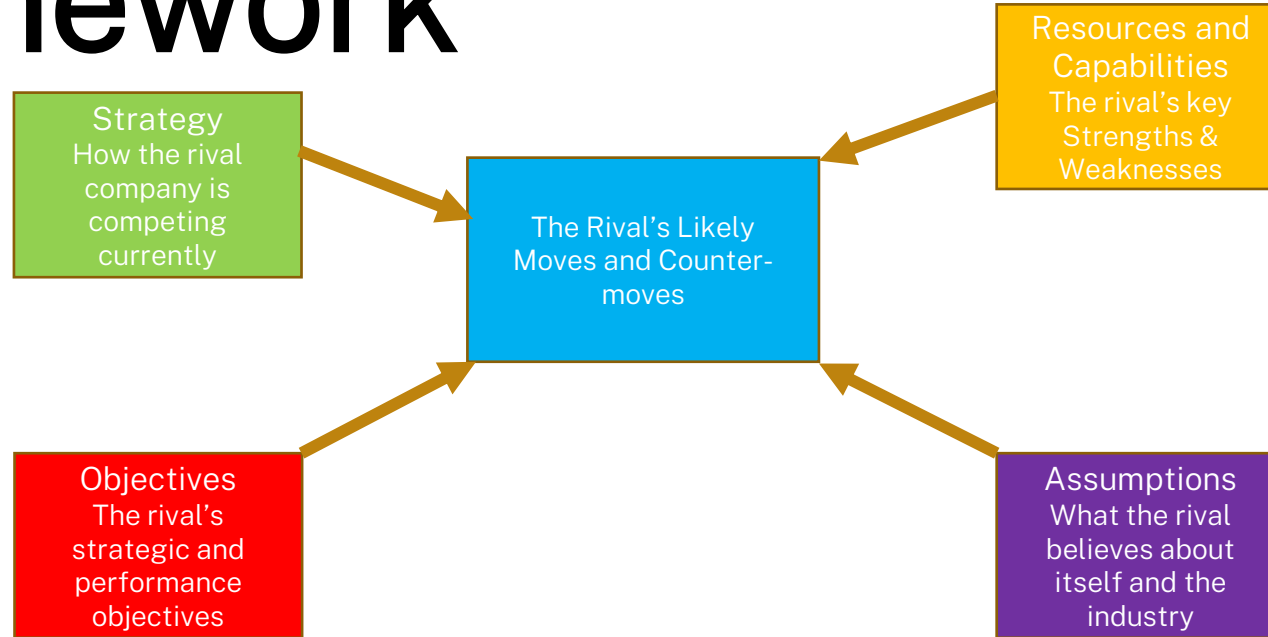 ework
Strategy
How the rival
company is
competing
currently
Resources and
Capabilities
The rival's key
Strengths &
Weaknesses
The Rival's Likely
Moves and Counter-
moves
Objectives
The rival's
strategic and
performance
objectives
Assumptions
What the rival
believes about
itself and the
industry